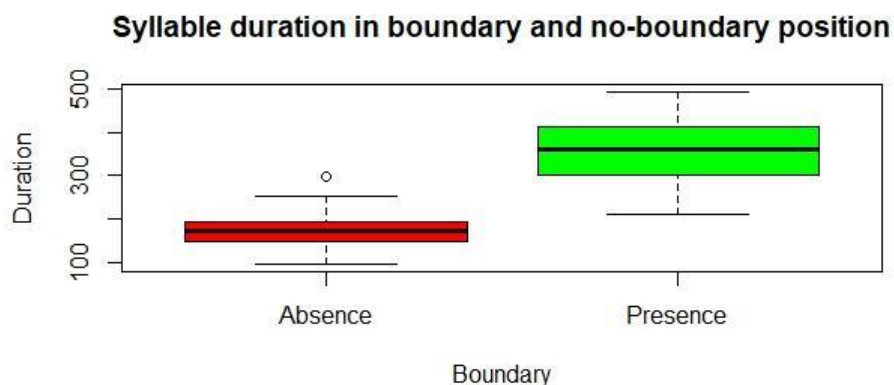 Syllable duration in boundary and no-boundary position
500
300
100
Duration
Absence Presence
Boundary